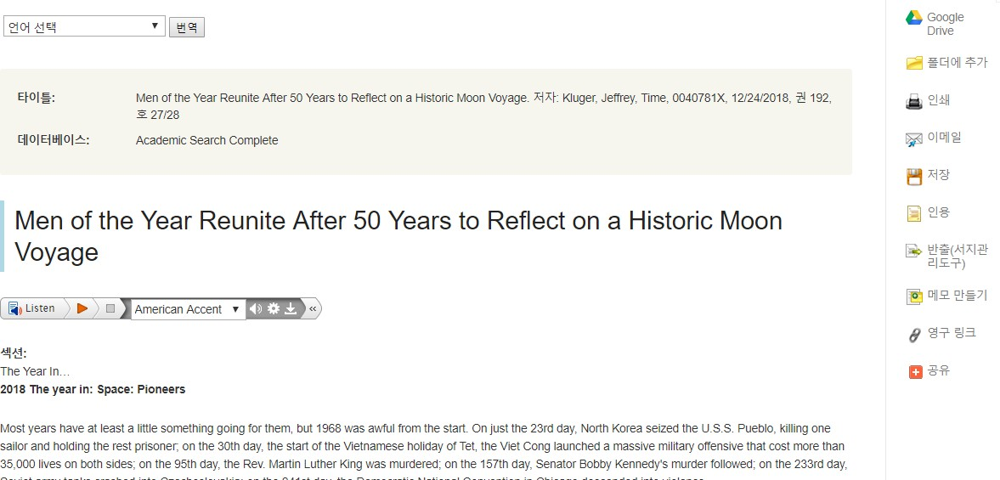 언어 선택
번역
타이틀: Men of the Year Reunite After 50 Years to Reflect on a Historic Moon Voyage. 저자: Kluger, Jeffrey, Time, 0040781X, 12/24/2018, 권 192,
호 27/28
데이터베이스: Academic Search Complete
Men of the Year Reunite After 50 Years to Reflect on a Historic Moon
Voyage
Listen American Accent
섹션:
The Year In…
2018 The year in: Space: Pioneers
Most years have at least a little something going for them, but 1968 was awful from the start. On just the 23rd day, North Korea seized the U.S.S. Pueblo, killing one
sailor and holding the rest prisoner; on the 30th day, the start of the Vietnamese holiday of Tet, the Viet Cong launched a massive military offensive that cost more than
35,000 lives on both sides; on the 95th day, the Rev. Martin Luther King was murdered; on the 157th day, Senator Bobby Kennedy's murder followed; on the 233rd day,
Soviet army tanks crashed into Czechoslovakia; on the 241st day, the Democratic National Convention in Chicago descended into violence.
Google
Drive
폴더에 추가
인쇄
이메일
저장
인용
반출(서지관
리도구)
메모 만들기
영구 링크
공유